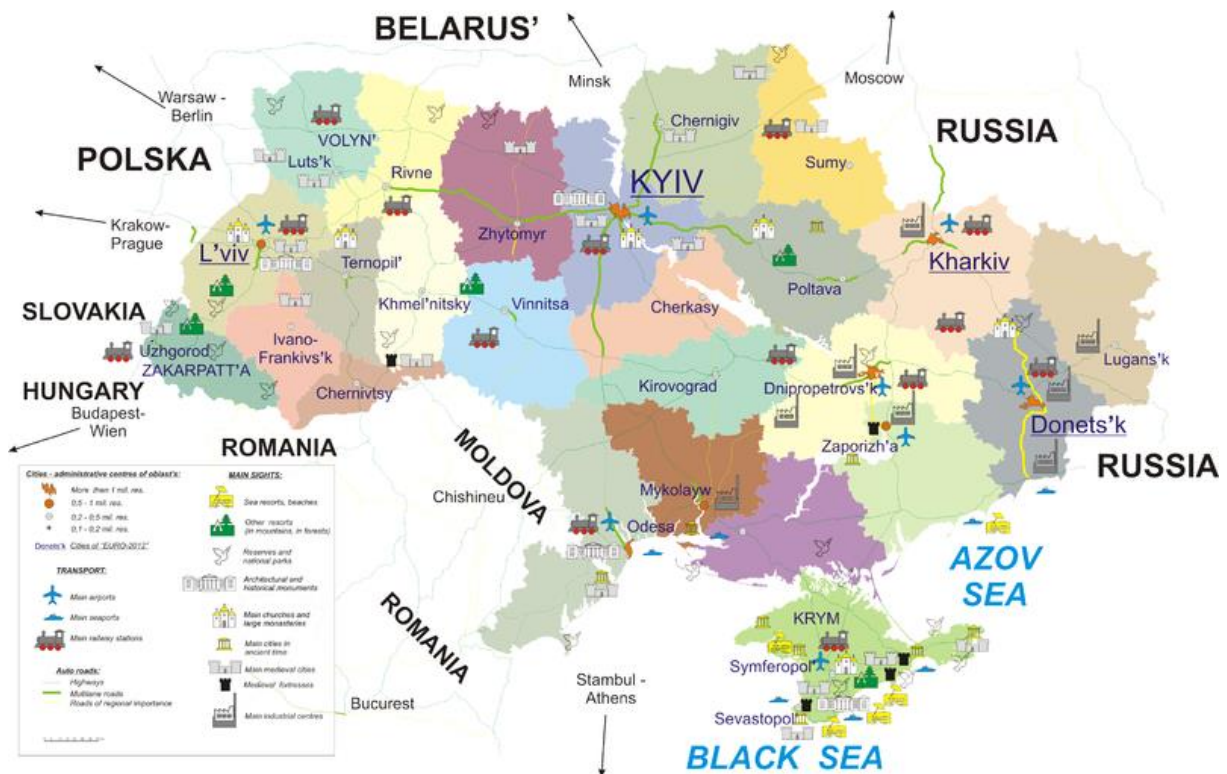 BELARUS'
Minsk
Moscow
Warsaw -
Berlin
POLSKA
RUSSIA
VOLYN'
Luts'k
Rivne
Chernigiv
Sumy
KYIV
Zhytomyr
Krakow-
Prague
L'viv
Ternopil'
Khmel'nitsky
Vinnitsa
Cherkasy
Poltava
Kharkiv
SLOVAKIA
Uzhgorod
ZAKARPATT'A
Ivano-
Frankivs'k
Chernivtsy
Kirovograd
Dnipropetrovs'k
Lugans'k
HUNGARY
Budapest-
Wien
ROMANIA
MOLDOVA
Zaporizh'a
Donets'k
RUSSIA
Chishineu
Mykolayw
Odesa
AZOV
SEA
ROMANIA
KRYM
Symferopol'
Sevastopol'
Stambul -
Athens
Bucurest
BLACK SEA
Cities - administrative centres of oblast's:
More than 1 mil. res.
0,5 - 1 mil. res.
0,2 - 0,5 mil. res.
0,1 - 0,2 mil. res.
Donets'k Cities of "EURO-2012"
TRANSPORT:
Main airports
Main seaports
Main railway stations
Auto roads:
Highways
Multilane roads
Roads of regional importance
MAIN SIGHTS:
Sea resorts, beaches
Other resorts
(in mountains, in forests)
Reserves and
national parks
Architectural and
historical monuments
Main churches and
large monasteries
Main cities in
ancient time
Main medieval cities
Medieval fortresses
Main industrial centres